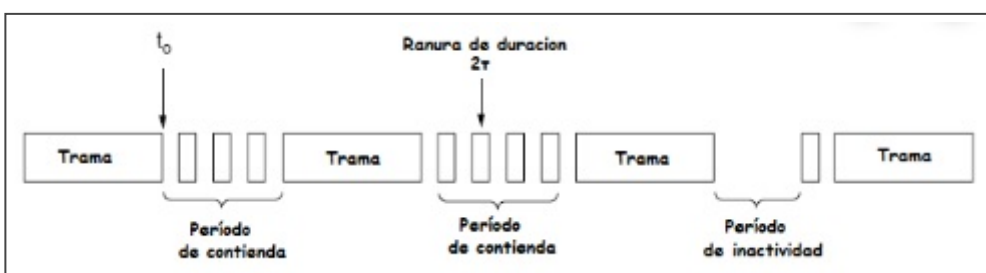 t₀
Ranura de duracion
2τ
Trama
Trama
Trama
Trama
Período
de contienda
Período
de contienda
Período
de inactividad